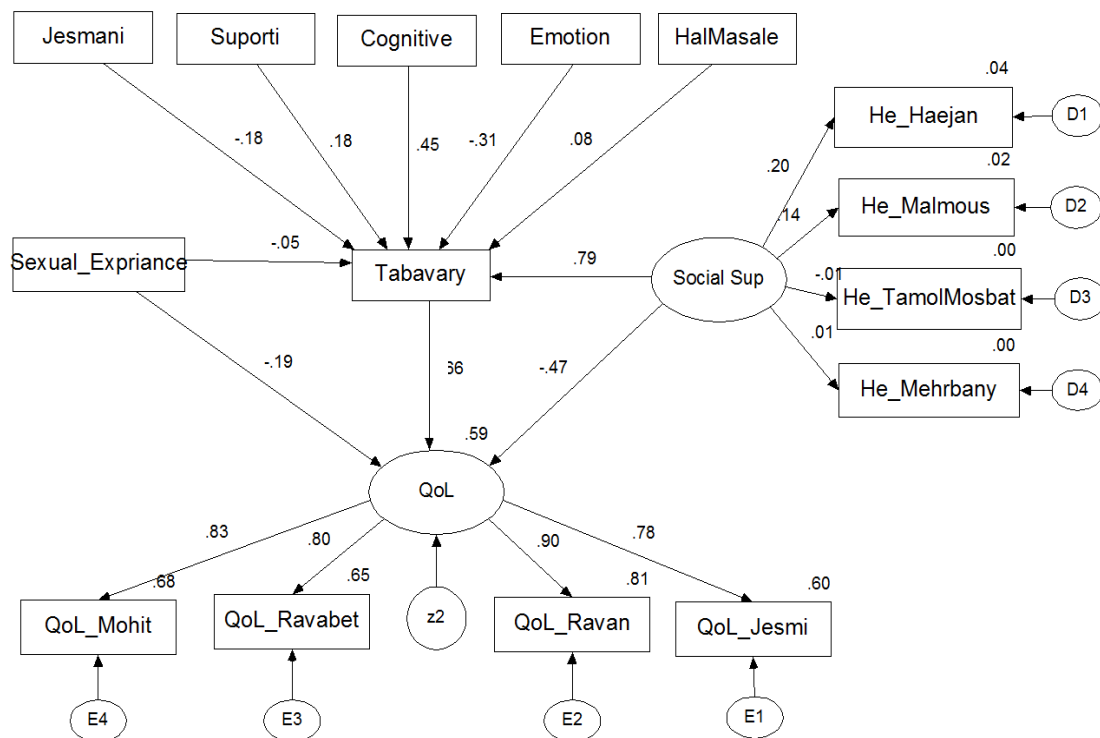 Jesmani
Suporti
Cognitive
Emotion
HalMasale
.04
He_Haejan
D1
-.18
.18
.45
-.31
.08
.20
.02
He_Malmous
D2
.14
.00
Sexual_Expriance
-.05
Tabavary
.79
Social Sup
-.01
He_TamolMosbat
D3
.01
.00
He_Mehrbany
D4
-.19
.66
-.47
.59
QoL
.83
.80
.90
.78
.68
.65
.81
.60
QoL_Mohit
QoL_Ravabet
z2
QoL_Ravan
QoL_Jesmi
E4
E3
E2
E1